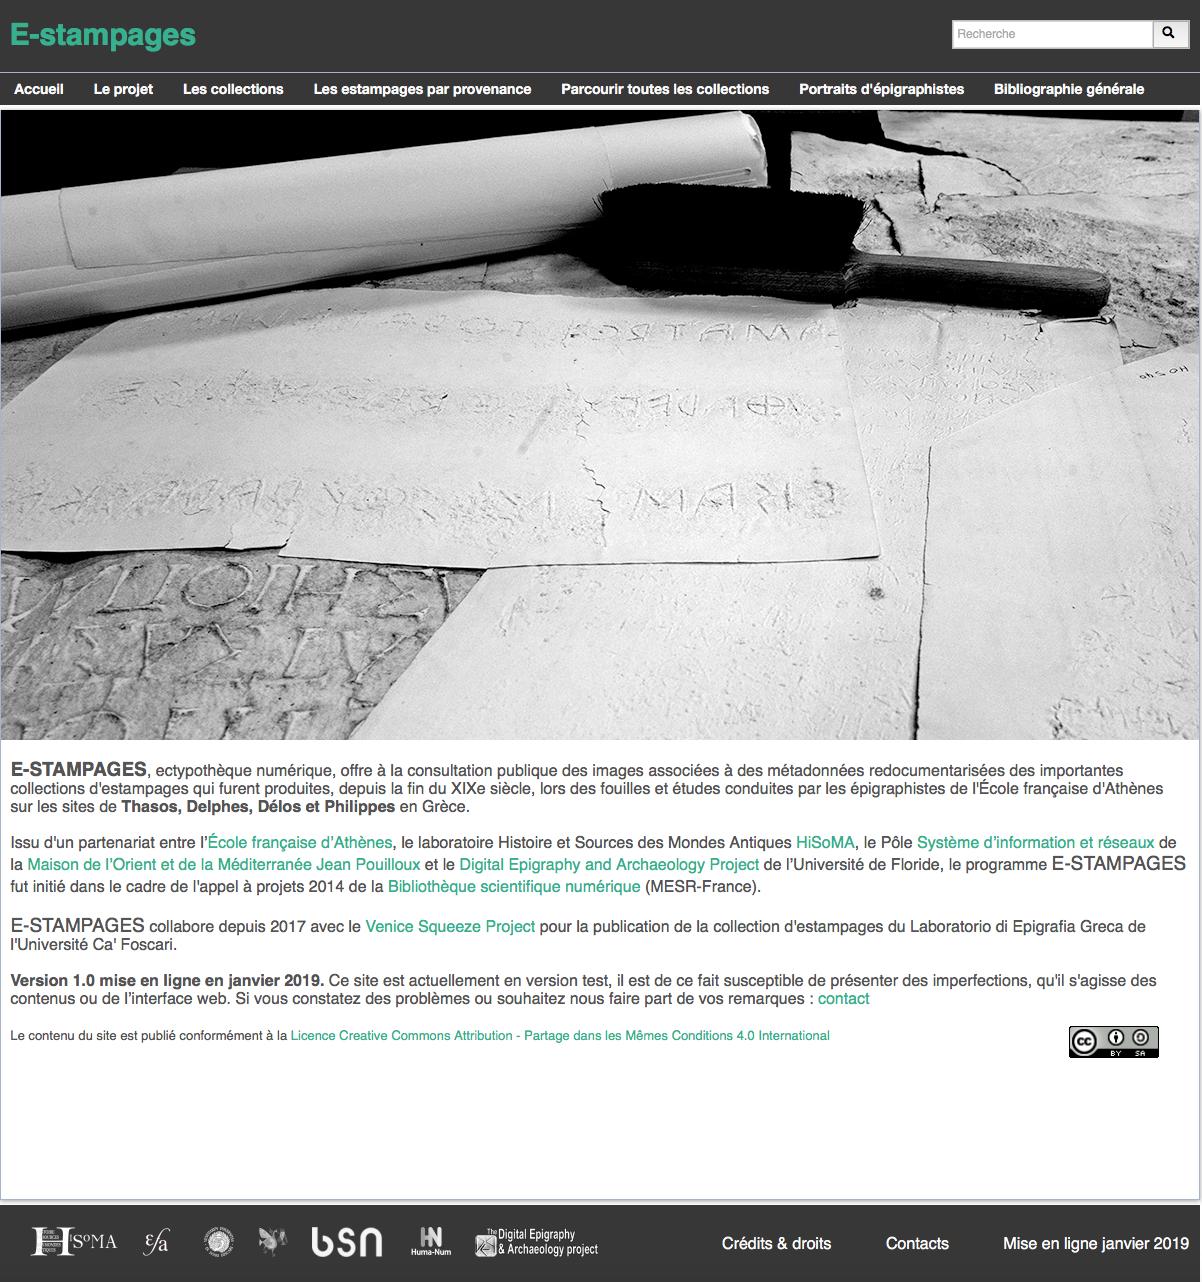 E-stampages
Recherche
Accueil Le projet Les collections Les estampages par provenance Parcourir toutes les collections Portraits d'épigraphistes Bibliographie générale
E-STAMPAGES, ectypothèque numérique, offre à la consultation publique des images associées à des métadonnées redocumentarisées des importantes
collections d'estampages qui furent produites, depuis la fin du XIXe siècle, lors des fouilles et études conduites par les épigraphistes de l'École française d'Athènes
sur les sites de Thasos, Delphes, Délos et Philippes en Grèce.
Issu d'un partenariat entre l'École française d'Athènes, le laboratoire Histoire et Sources des Mondes Antiques HiSoMA, le Pôle Système d'information et réseaux de
la Maison de l'Orient et de la Méditerranée Jean Pouilloux et le Digital Epigraphy and Archaeology Project de l'Université de Floride, le programme E-STAMPAGES
fut initié dans le cadre de l'appel à projets 2014 de la Bibliothèque scientifique numérique (MESR-France).
E-STAMPAGES collabore depuis 2017 avec le Venice Squeeze Project pour la publication de la collection d'estampages du Laboratorio di Epigrafia Greca de
l'Université Ca' Foscari.
Version 1.0 mise en ligne en janvier 2019. Ce site est actuellement en version test, il est de ce fait susceptible de présenter des imperfections, qu'il s'agisse des
contenus ou de l'interface web. Si vous constatez des problèmes ou souhaitez nous faire part de vos remarques : contact
Le contenu du site est publié conformément à la Licence Creative Commons Attribution - Partage dans les Mêmes Conditions 4.0 International
cc BY SA
HiSoMA efa bsn HN Huma-Num The Digital Epigraphy & Archaeology project
Crédits & droits Contacts Mise en ligne janvier 2019